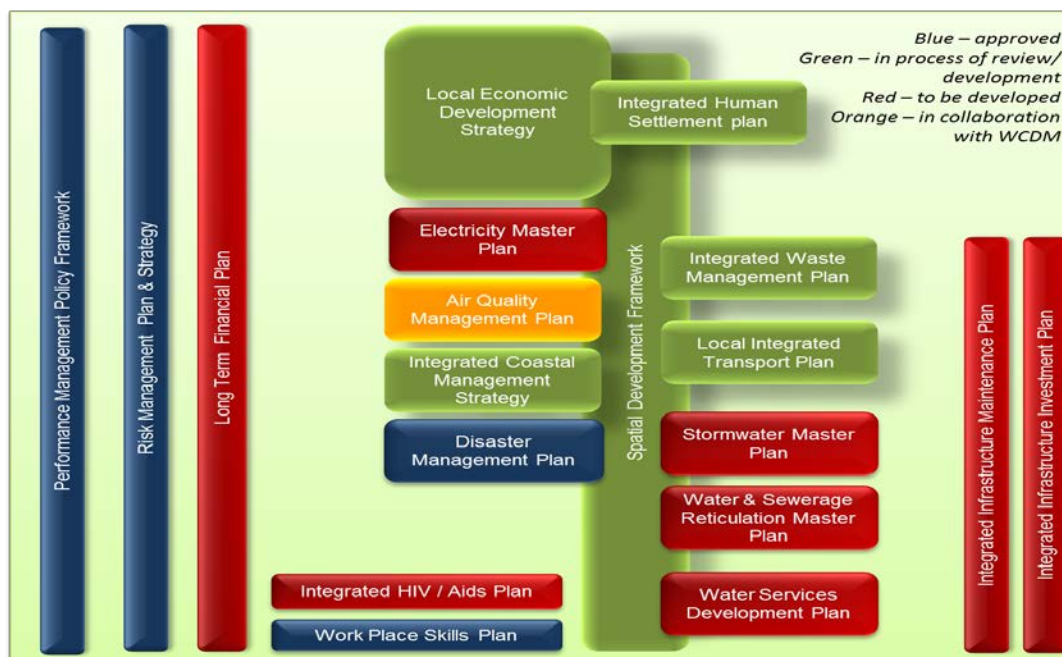 Performance Management Policy Framework
Risk Management Plan & Strategy
Long Term Financial Plan
Local Economic
Development
Strategy
Integrated Human
Settlement plan
Blue – approved
Green – in process of review/
development
Red – to be developed
Orange – in collaboration
with WCDM
Electricity Master
Plan
Air Quality
Management Plan
Integrated Coastal
Management
Strategy
Disaster
Management Plan
Spatial Development Framework
Integrated Waste
Management Plan
Local Integrated
Transport Plan
Stormwater Master
Plan
Water & Sewerage
Reticulation Master
Plan
Water Services
Development Plan
Integrated HIV / Aids Plan
Work Place Skills Plan
Integrated Infrastructure Maintenance Plan
Integrated Infrastructure Investment Plan